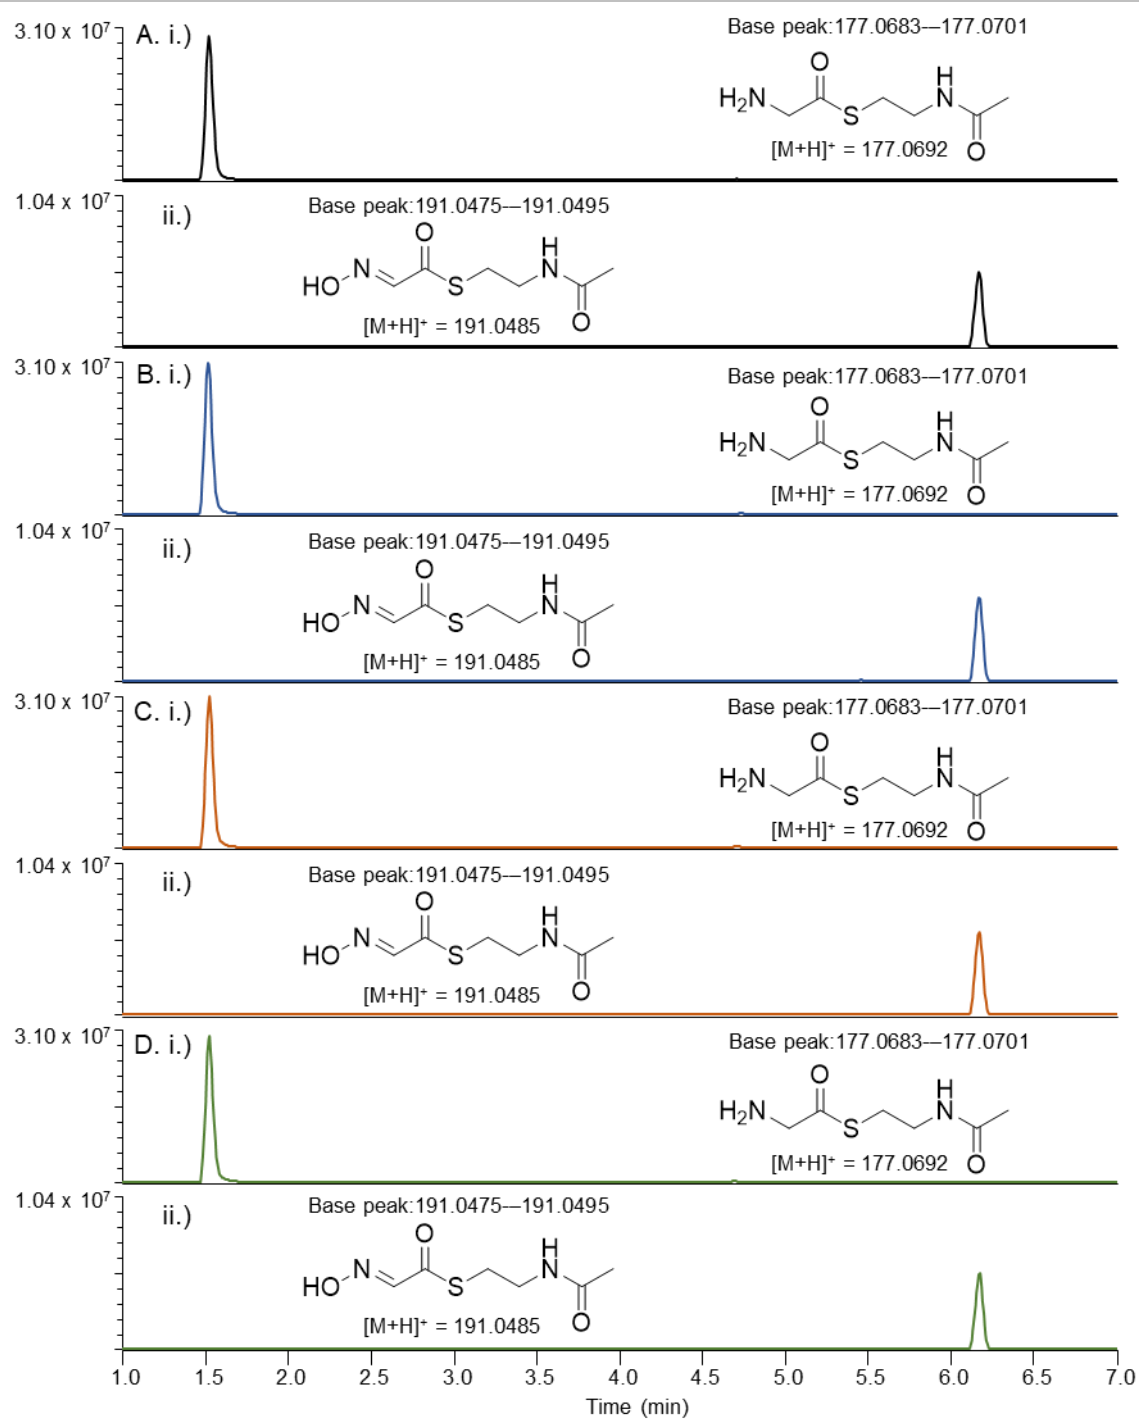 3.10 x 10⁷
A. i.)
Base peak:177.0683-–177.0701
O
H₂N
S
H
N
O
[M+H]⁺ = 177.0692
1.04 x 10⁷
ii.)
Base peak:191.0475-–191.0495
O
HO
N
S
H
N
O
[M+H]⁺ = 191.0485
3.10 x 10⁷
B. i.)
Base peak:177.0683-–177.0701
O
H₂N
S
H
N
O
[M+H]⁺ = 177.0692
1.04 x 10⁷
ii.)
Base peak:191.0475-–191.0495
O
HO
N
S
H
N
O
[M+H]⁺ = 191.0485
3.10 x 10⁷
C. i.)
Base peak:177.0683-–177.0701
O
H₂N
S
H
N
O
[M+H]⁺ = 177.0692
1.04 x 10⁷
ii.)
Base peak:191.0475-–191.0495
O
HO
N
S
H
N
O
[M+H]⁺ = 191.0485
3.10 x 10⁷
D. i.)
Base peak:177.0683-–177.0701
O
H₂N
S
H
N
O
[M+H]⁺ = 177.0692
1.04 x 10⁷
ii.)
Base peak:191.0475-–191.0495
O
HO
N
S
H
N
O
[M+H]⁺ = 191.0485
1.0 1.5 2.0 2.5 3.0 3.5 4.0 4.5 5.0 5.5 6.0 6.5 7.0
Time (min)